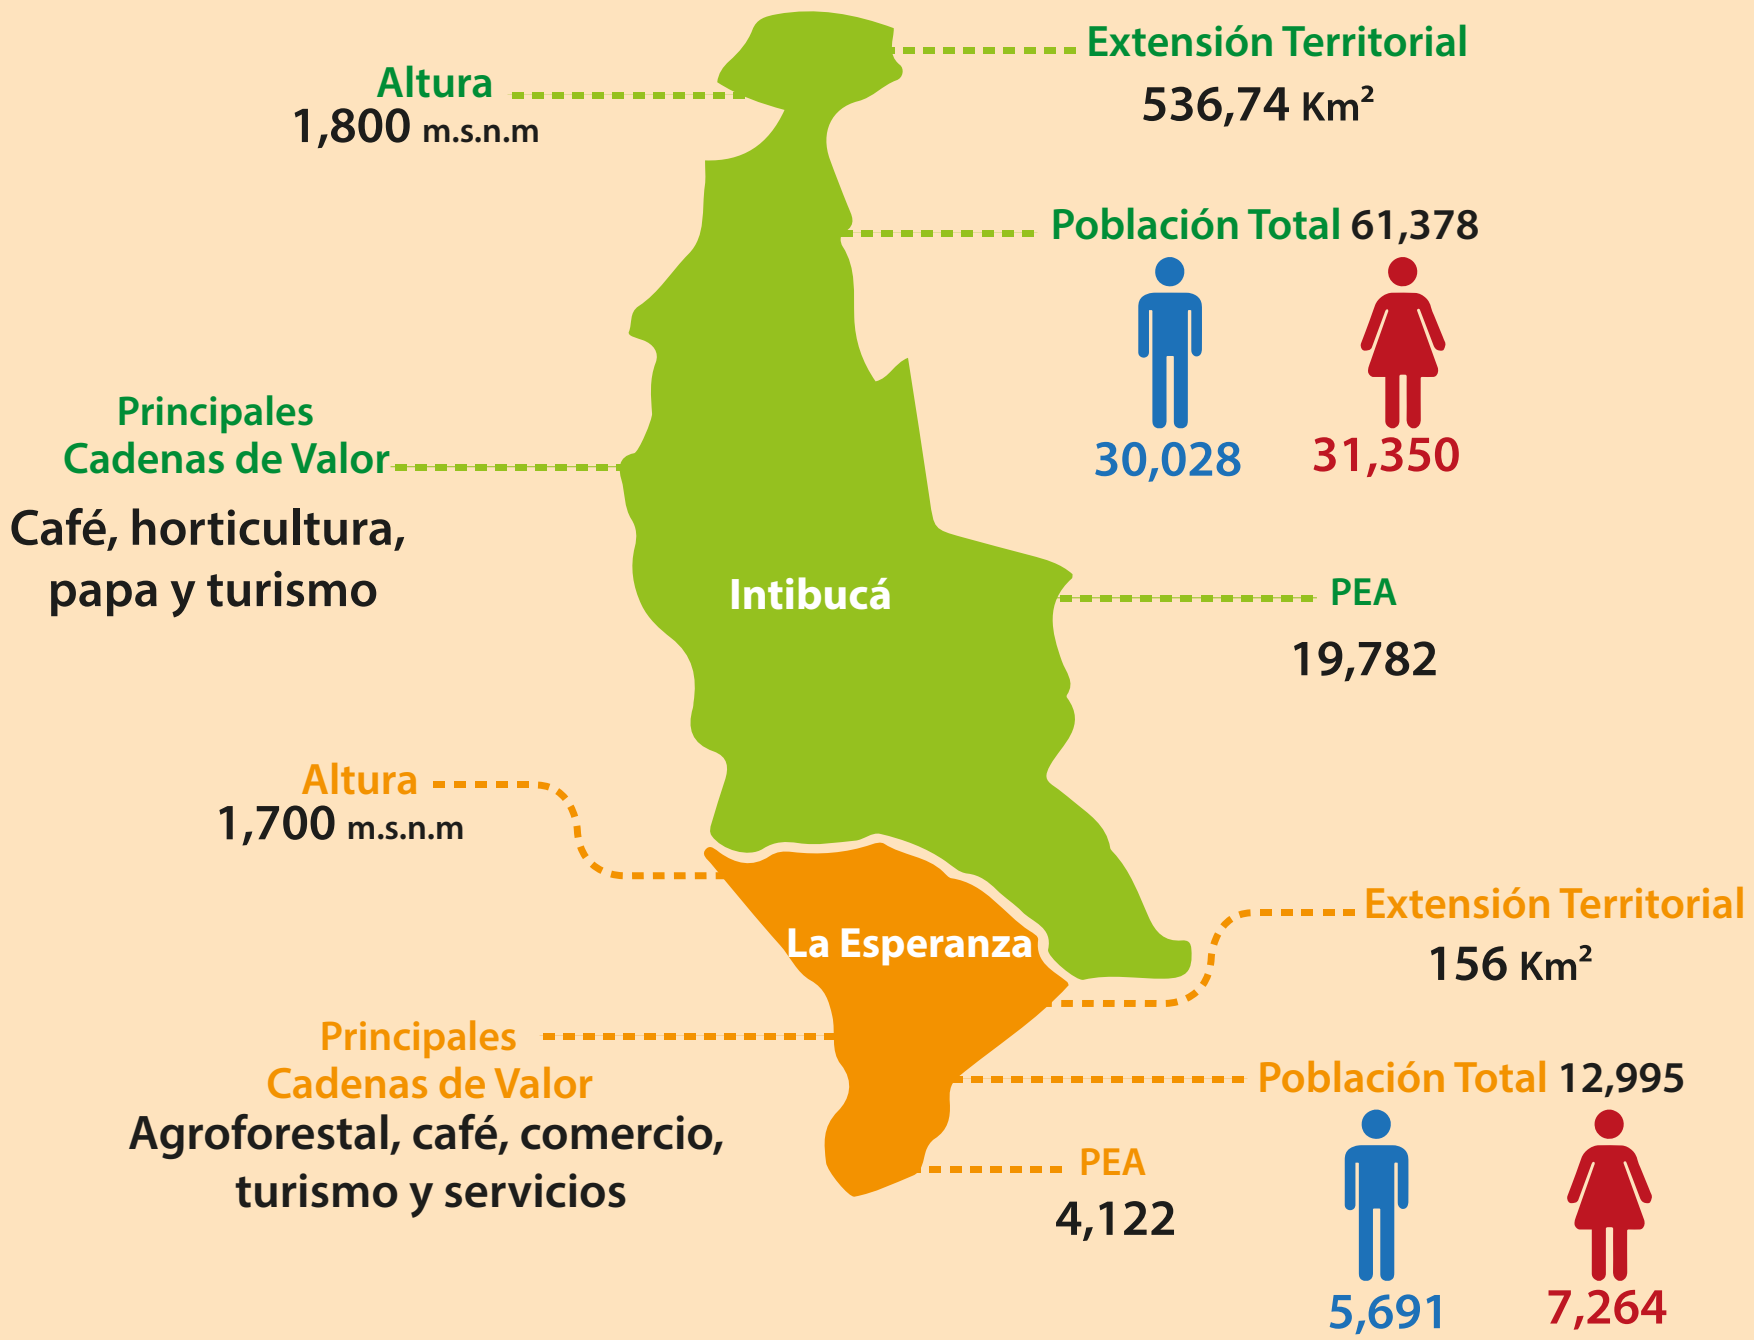 Extensión Territorial
536,74 Km²
Altura
1,800 m.s.n.m
Población Total 61,378
30,028
31,350
Principales
Cadenas de Valor
Café, horticultura,
papa y turismo
Intibucá
PEA
19,782
Altura
1,700 m.s.n.m
La Esperanza
Extensión Territorial
156 Km²
Principales
Cadenas de Valor
Agroforestal, café, comercio,
turismo y servicios
Población Total 12,995
PEA
4,122
5,691
7,264